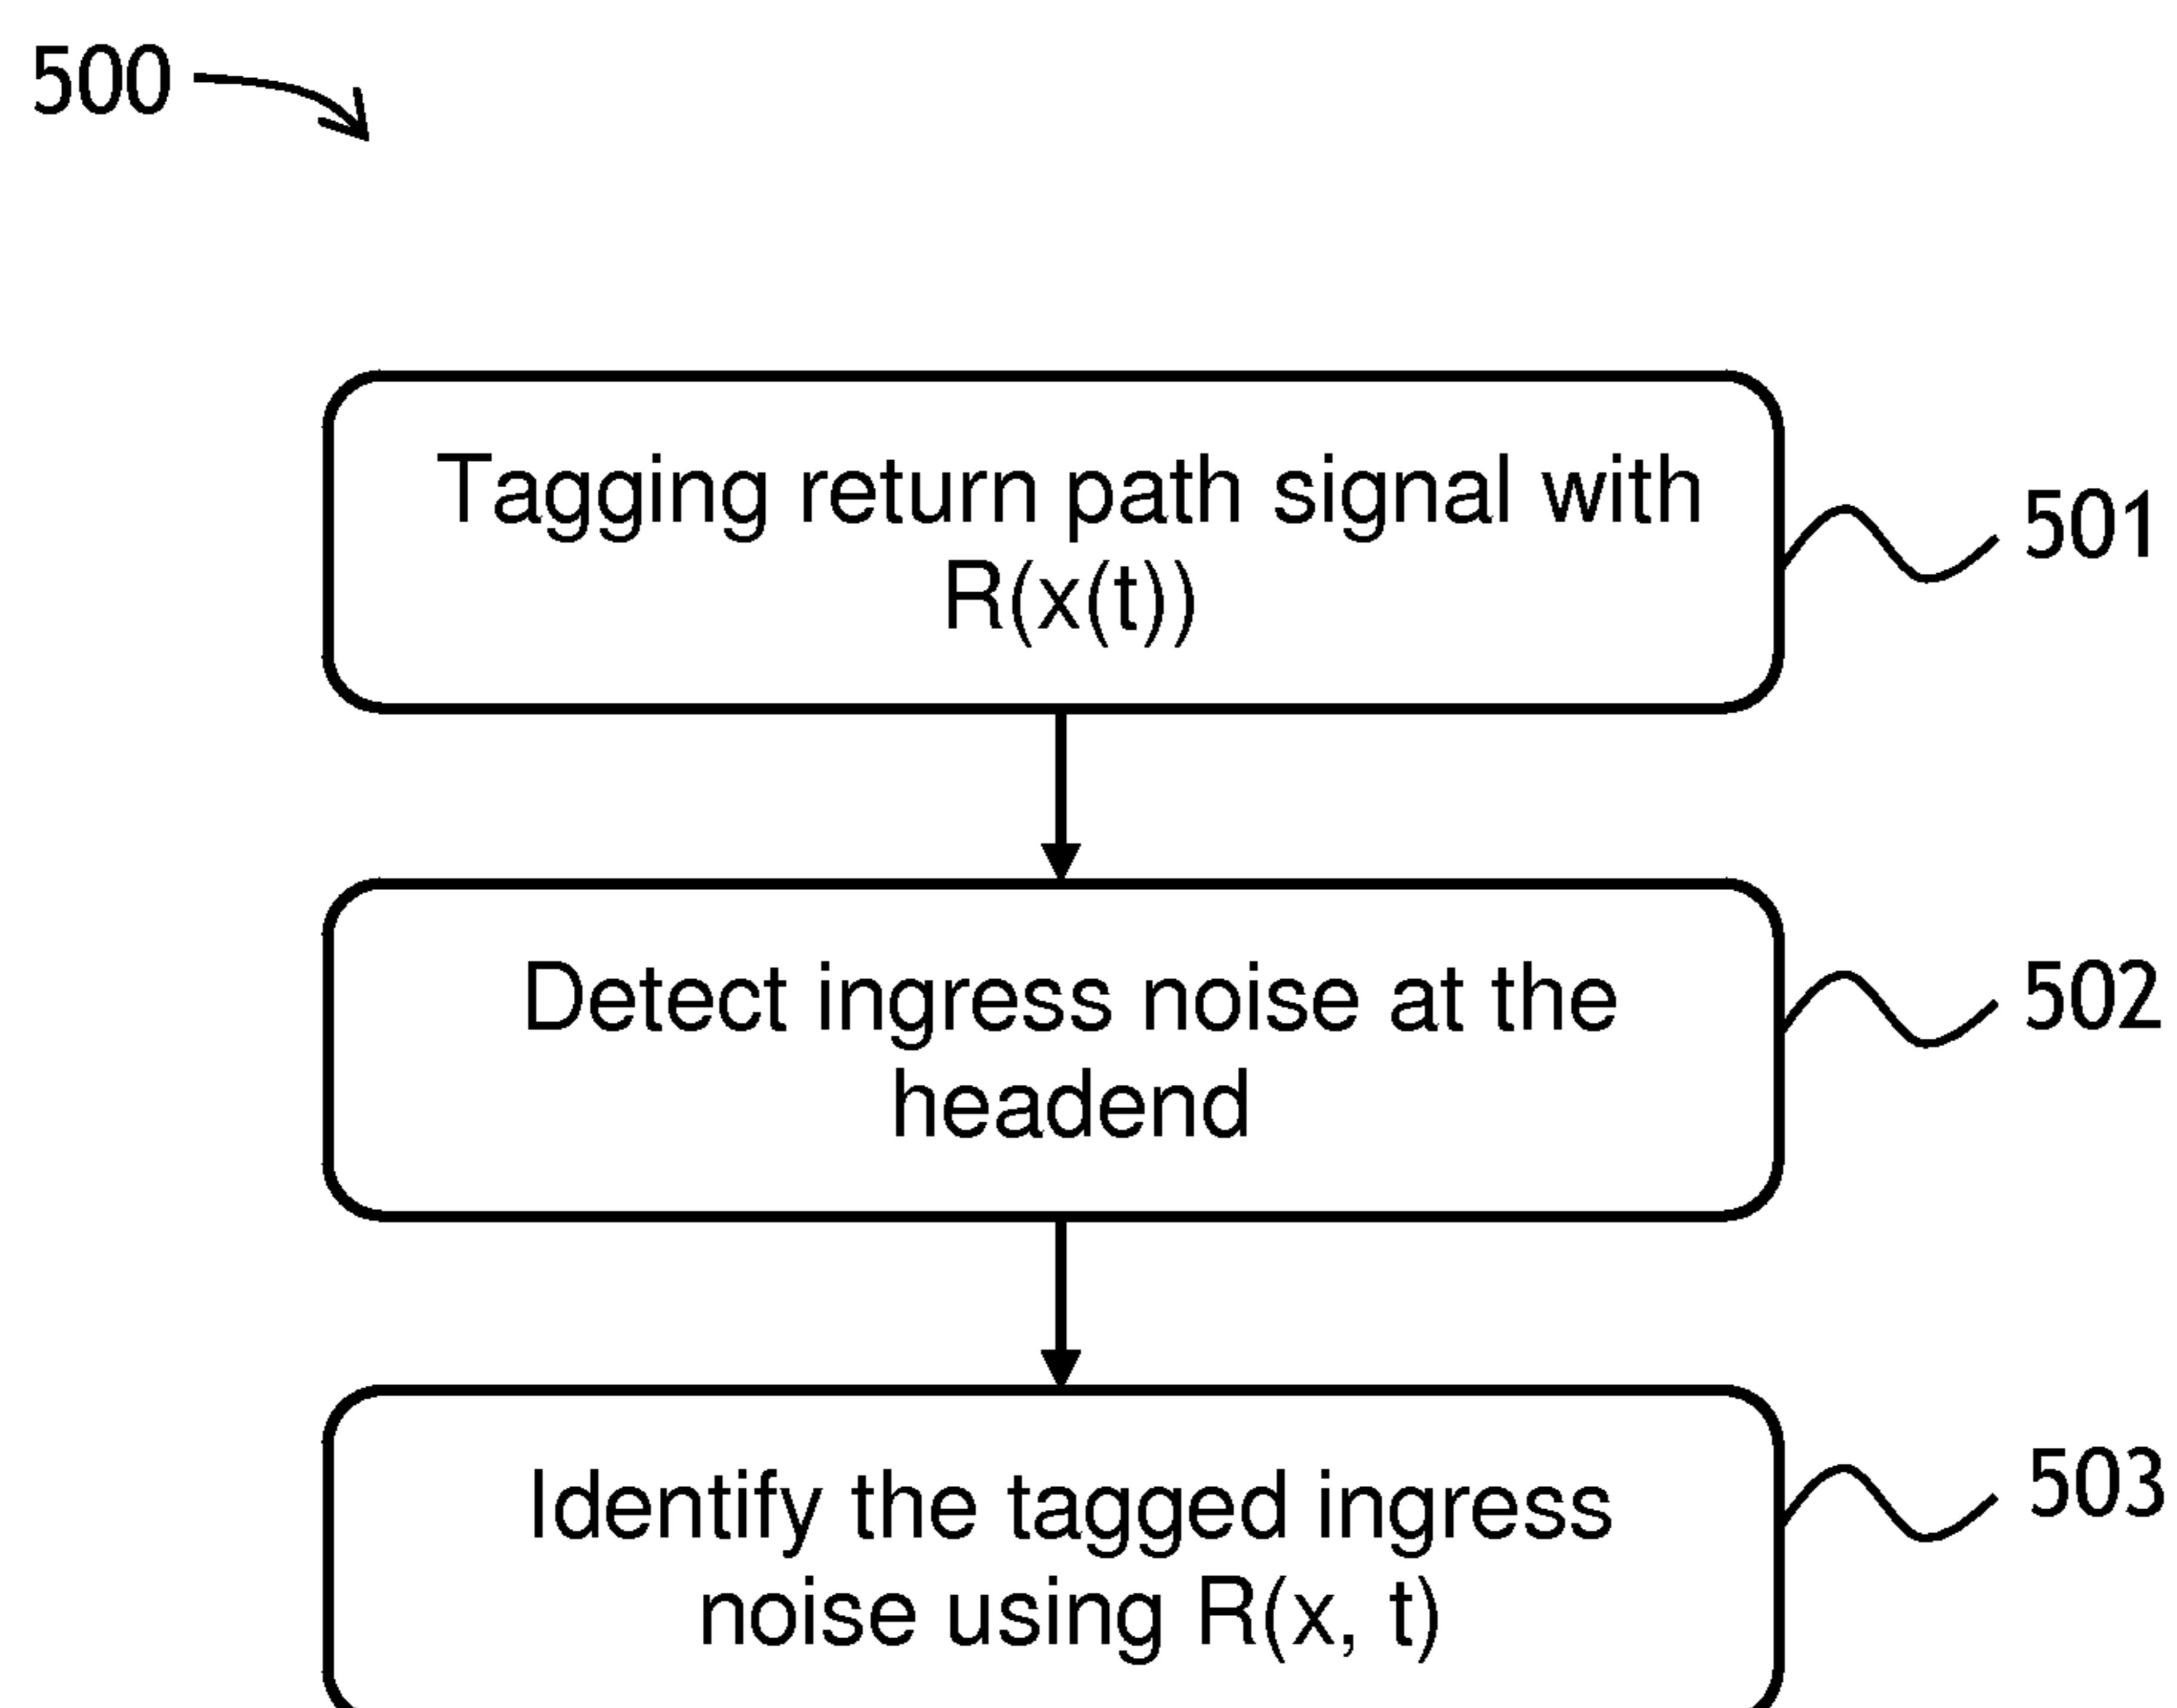 500
Tagging return path signal with
R(x(t))
501
Detect ingress noise at the
headend
502
Identify the tagged ingress
noise using R(x, t)
503